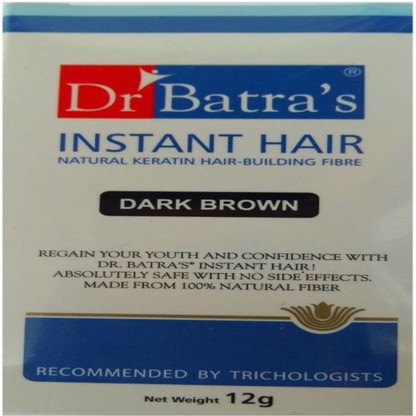 Dr Batra's®
INSTANT HAIR
NATURAL KERATIN HAIR-BUILDING FIBRE
DARK BROWN
REGAIN YOUR YOUTH AND CONFIDENCE WITH
DR. BATRA'S® INSTANT HAIR!
ABSOLUTELY SAFE WITH NO SIDE EFFECTS.
MADE FROM 100% NATURAL FIBER
RECOMMENDED BY TRICHOLOGISTS
Net Weight 12g